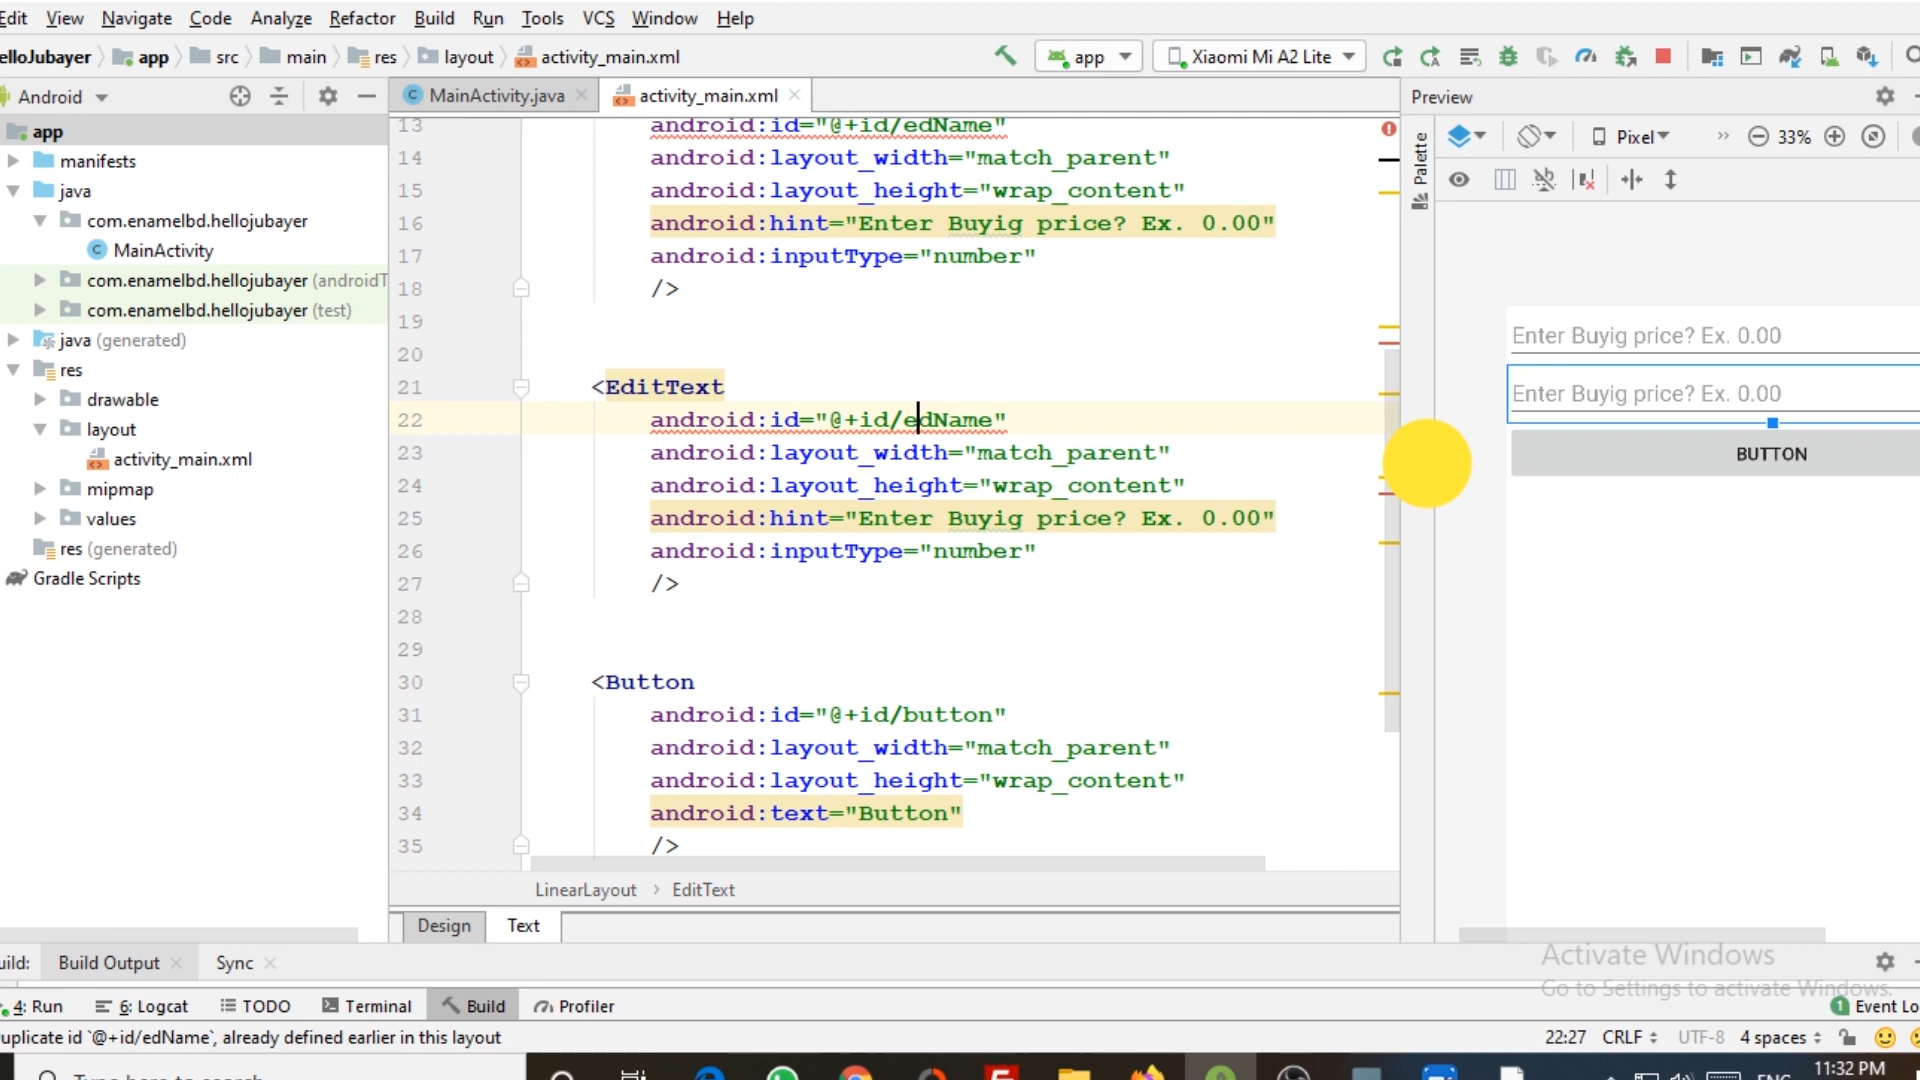 Edit View Navigate Code Analyze Refactor Build Run Tools VCS Window Help
elloJubayer app src main res layout activity_main.xml app Xiaomi Mi A2 Lite
Android
MainActivity.java activity_main.xml
Preview
app
manifests
java
com.enamelbd.hellojubayer
MainActivity
com.enamelbd.hellojubayer (androidT
com.enamelbd.hellojubayer (test)
java (generated)
res
drawable
layout
activity_main.xml
mipmap
values
res (generated)
Gradle Scripts
13 android:id="@+id/edName"
14 android:layout_width="match_parent"
15 android:layout_height="wrap_content"
16 android:hint="Enter Buyig price? Ex. 0.00"
17 android:inputType="number"
18 />
19
20
21 <EditText
22 android:id="@+id/edName"
23 android:layout_width="match_parent"
24 android:layout_height="wrap_content"
25 android:hint="Enter Buyig price? Ex. 0.00"
26 android:inputType="number"
27 />
28
29
30 <Button
31 android:id="@+id/button"
32 android:layout_width="match_parent"
33 android:layout_height="wrap_content"
34 android:text="Button"
35 />
LinearLayout EditText
Design Text
Palette
Pixel 33%
Enter Buyig price? Ex. 0.00
Enter Buyig price? Ex. 0.00
BUTTON
Activate Windows
Go to Settings to activate Windows.
uild: Build Output Sync
4: Run 6: Logcat TODO Terminal Build Profiler 1 Event Lo
uplicate id `@+id/edName`, already defined earlier in this layout
22:27 CRLF UTF-8 4 spaces
Type here to search
ENG 11:32 PM